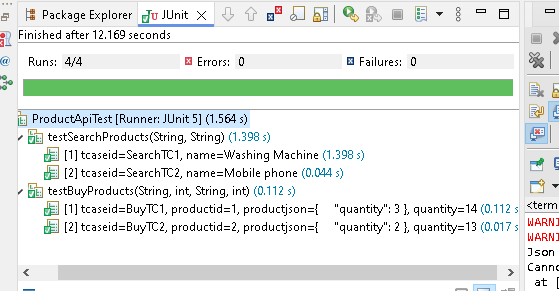 Package Explorer JUnit
Finished after 12.169 seconds
Runs: 4/4 Errors: 0 Failures: 0
ProductApiTest [Runner: JUnit 5] (1.564 s)
testSearchProducts(String, String) (1.398 s)
[1] tcaseid=SearchTC1, name=Washing Machine (1.398 s)
[2] tcaseid=SearchTC2, name=Mobile phone (0.044 s)
testBuyProducts(String, int, String, int) (0.112 s)
[1] tcaseid=BuyTC1, productid=1, productjson={ "quantity": 3 }, quantity=14 (0.112 s
[2] tcaseid=BuyTC2, productid=2, productjson={ "quantity": 2 }, quantity=13 (0.017 s
<term
WARNI
WARNI
Json
Canno
at [